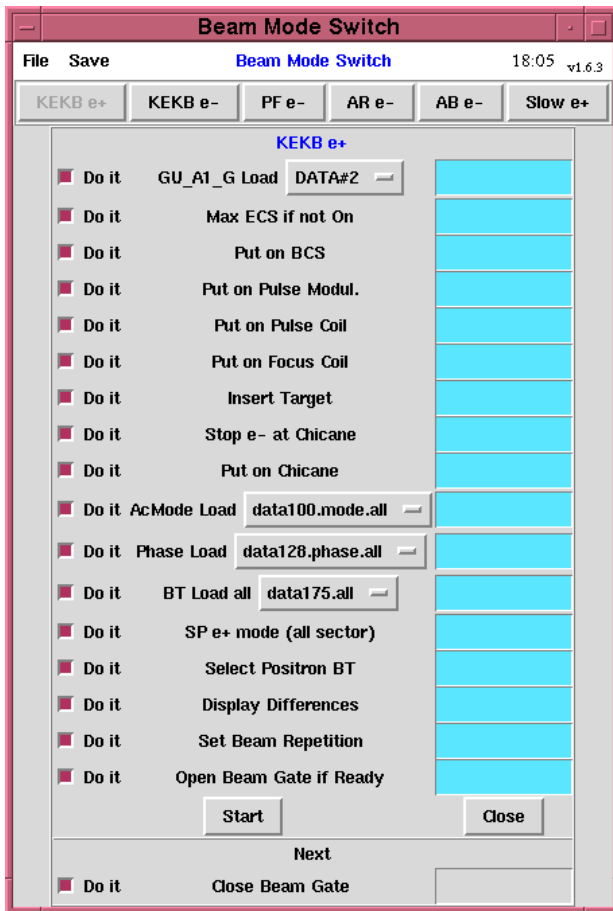 Beam Mode Switch
File Save Beam Mode Switch 18:05 v1.6.3
KEKB e+ KEKB e- PF e- AR e- AB e- Slow e+
KEKB e+
Do it GU_A1_G Load DATA#2
Do it Max ECS if not On
Do it Put on BCS
Do it Put on Pulse Modul.
Do it Put on Pulse Coil
Do it Put on Focus Coil
Do it Insert Target
Do it Stop e- at Chicane
Do it Put on Chicane
Do it AcMode Load data100.mode.all
Do it Phase Load data128.phase.all
Do it BT Load all data175.all
Do it SP e+ mode (all sector)
Do it Select Positron BT
Do it Display Differences
Do it Set Beam Repetition
Do it Open Beam Gate if Ready
Start Close
Next
Do it Close Beam Gate